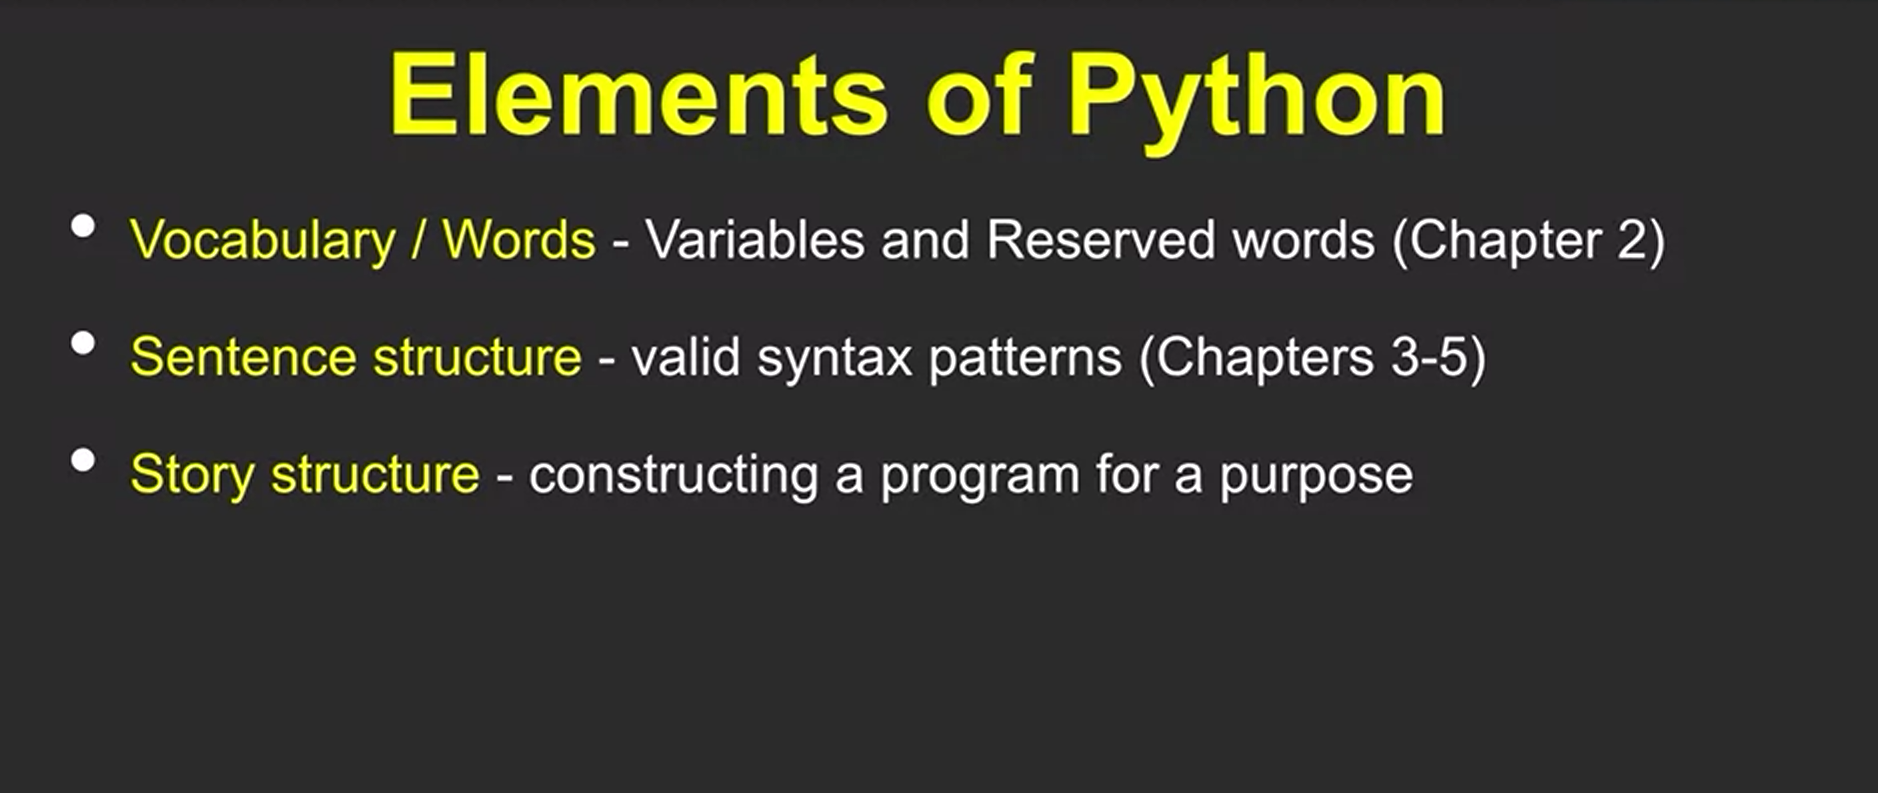 Elements of Python
• Vocabulary / Words - Variables and Reserved words (Chapter 2)
• Sentence structure - valid syntax patterns (Chapters 3-5)
• Story structure - constructing a program for a purpose